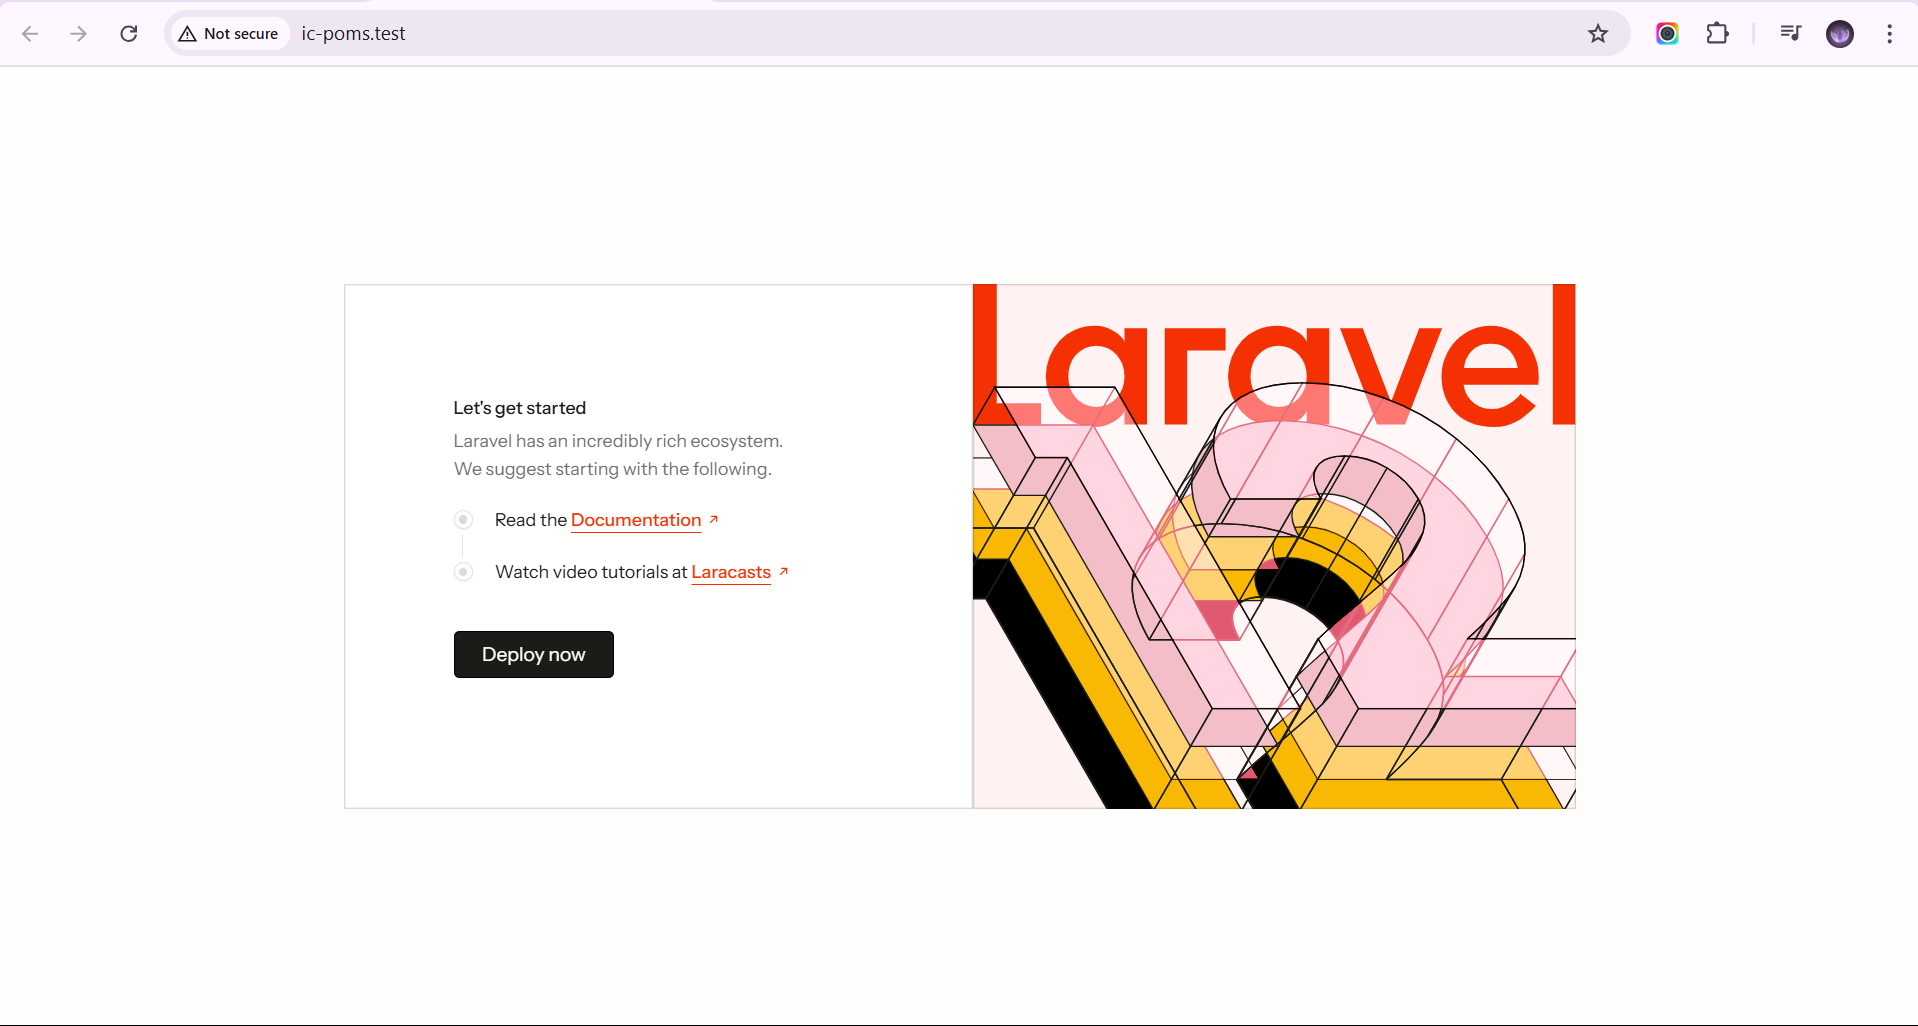 Not secure
ic-poms.test
Laravel
Let's get started
Laravel has an incredibly rich ecosystem.
We suggest starting with the following.
Read the Documentation
Watch video tutorials at Laracasts
Deploy now